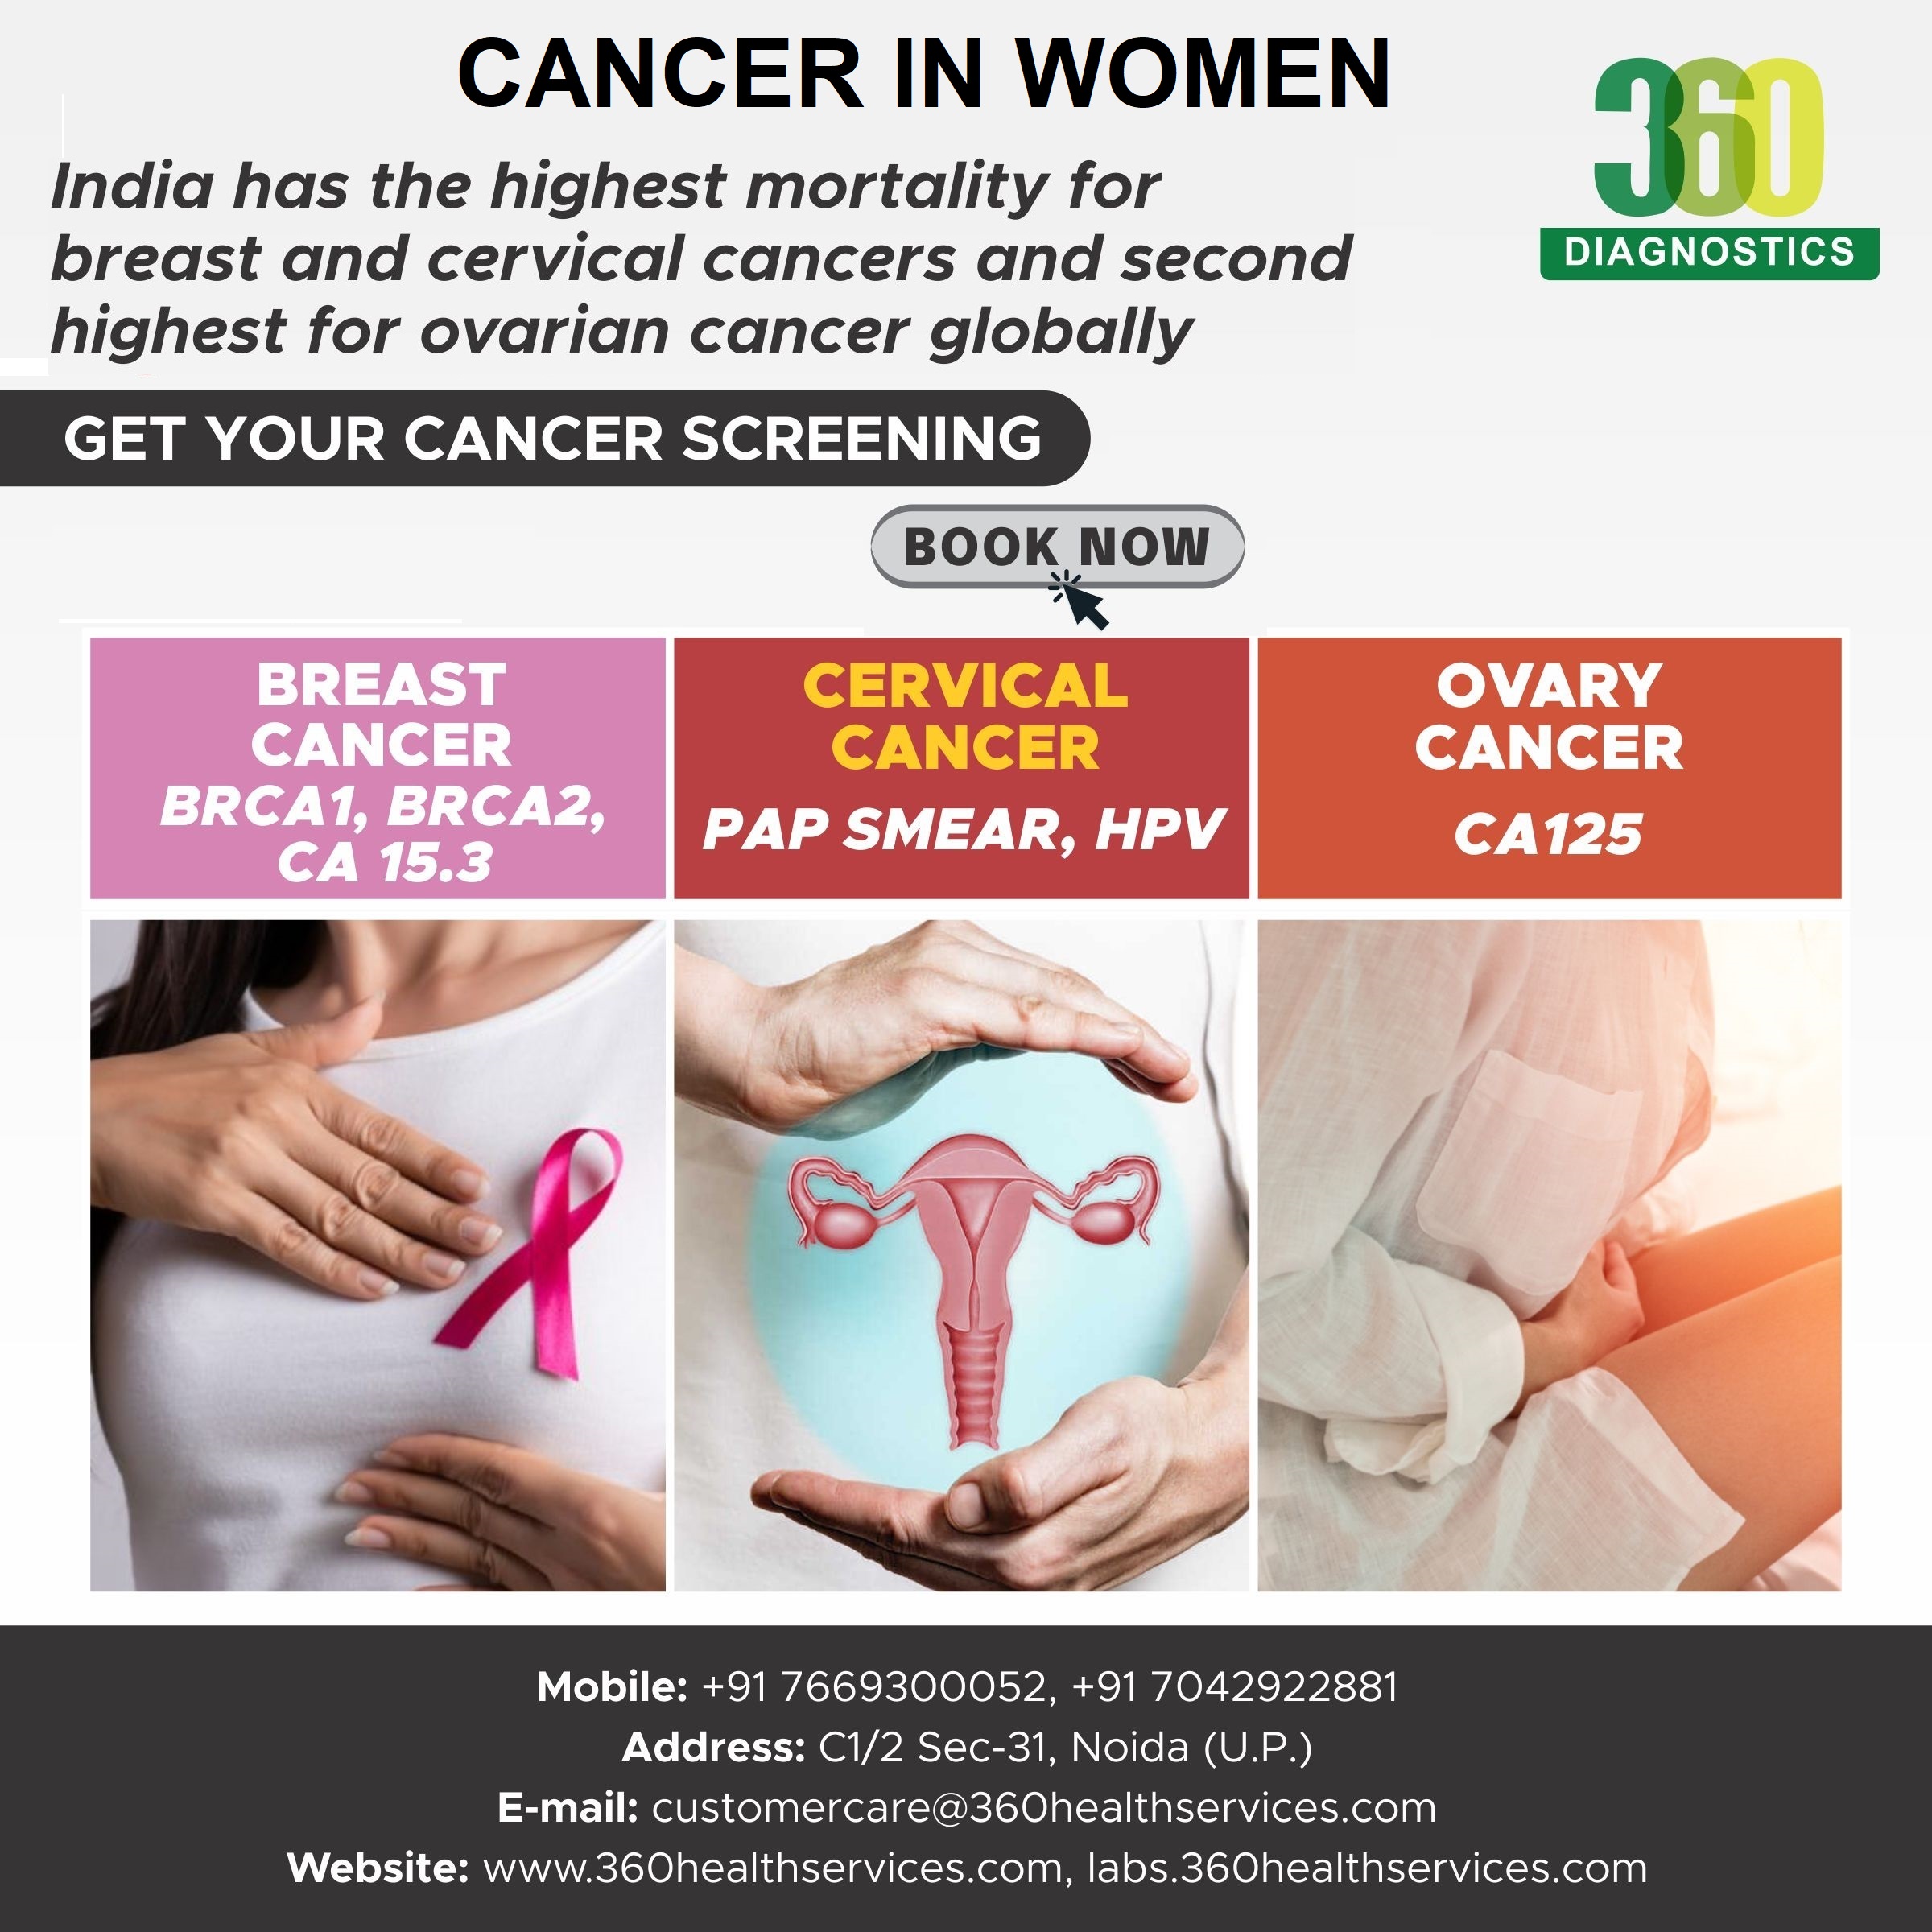 CANCER IN WOMEN
360
DIAGNOSTICS
India has the highest mortality for
breast and cervical cancers and second
highest for ovarian cancer globally
GET YOUR CANCER SCREENING
BOOK NOW
BREAST
CANCER
BRCA1, BRCA2,
CA 15.3
CERVICAL
CANCER
PAP SMEAR, HPV
OVARY
CANCER
CA125
Mobile: +91 7669300052, +91 7042922881
Address: C1/2 Sec-31, Noida (U.P.)
E-mail: customercare@360healthservices.com
Website: www.360healthservices.com, labs.360healthservices.com